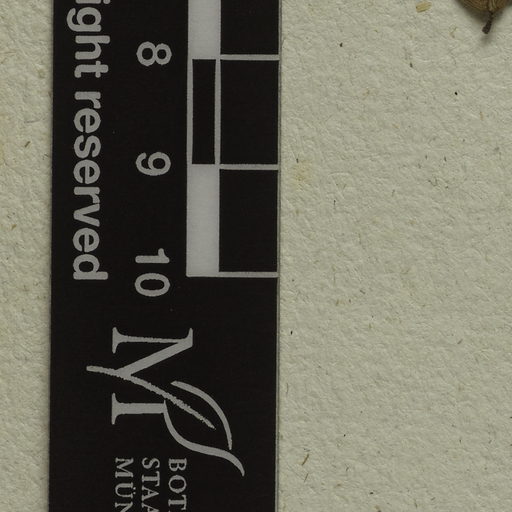 ight reserved
8
9
10
M
BOT
STAA
MÜN